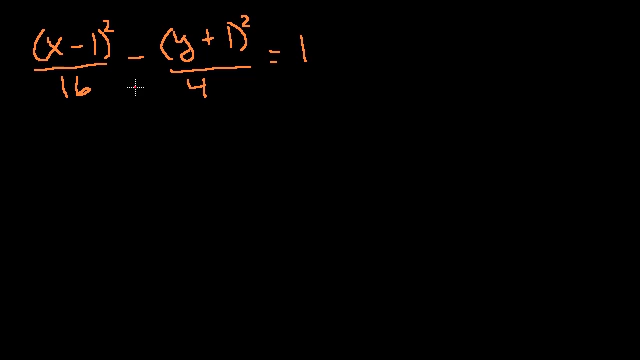 (x - 1)² / 16 - (y + 1)² / 4 = 1